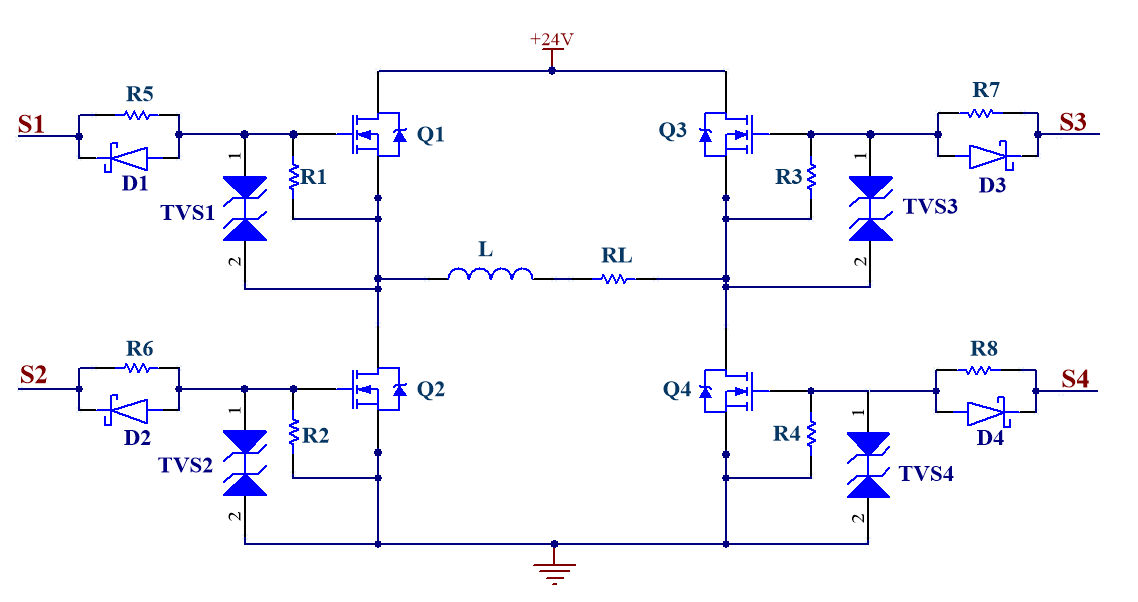 +24V
R5
R7
S1
Q1
Q3
S3
1
1
D1
R1
R3
D3
TVS1
TVS3
2
2
L
RL
R6
R8
S2
Q2
Q4
S4
1
1
D2
R2
R4
D4
TVS2
TVS4
2
2